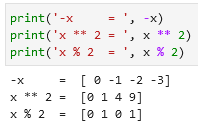 print('-x     = ', -x)
print('x ** 2 = ', x ** 2)
print('x % 2  = ', x % 2)
-x     =  [ 0 -1 -2 -3]
x ** 2 =  [0 1 4 9]
x % 2  =  [0 1 0 1]